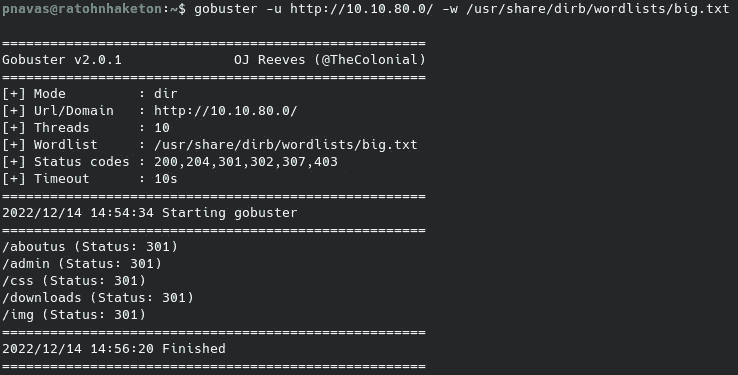 pnavas@ratohnhaketon:~$ gobuster -u http://10.10.80.0/ -w /usr/share/dirb/wordlists/big.txt
=====================================================
Gobuster v2.0.1              OJ Reeves (@TheColonial)
=====================================================
[+] Mode         : dir
[+] Url/Domain   : http://10.10.80.0/
[+] Threads      : 10
[+] Wordlist     : /usr/share/dirb/wordlists/big.txt
[+] Status codes : 200,204,301,302,307,403
[+] Timeout      : 10s
=====================================================
2022/12/14 14:54:34 Starting gobuster
=====================================================
/aboutus (Status: 301)
/admin (Status: 301)
/css (Status: 301)
/downloads (Status: 301)
/img (Status: 301)
=====================================================
2022/12/14 14:56:20 Finished
=====================================================